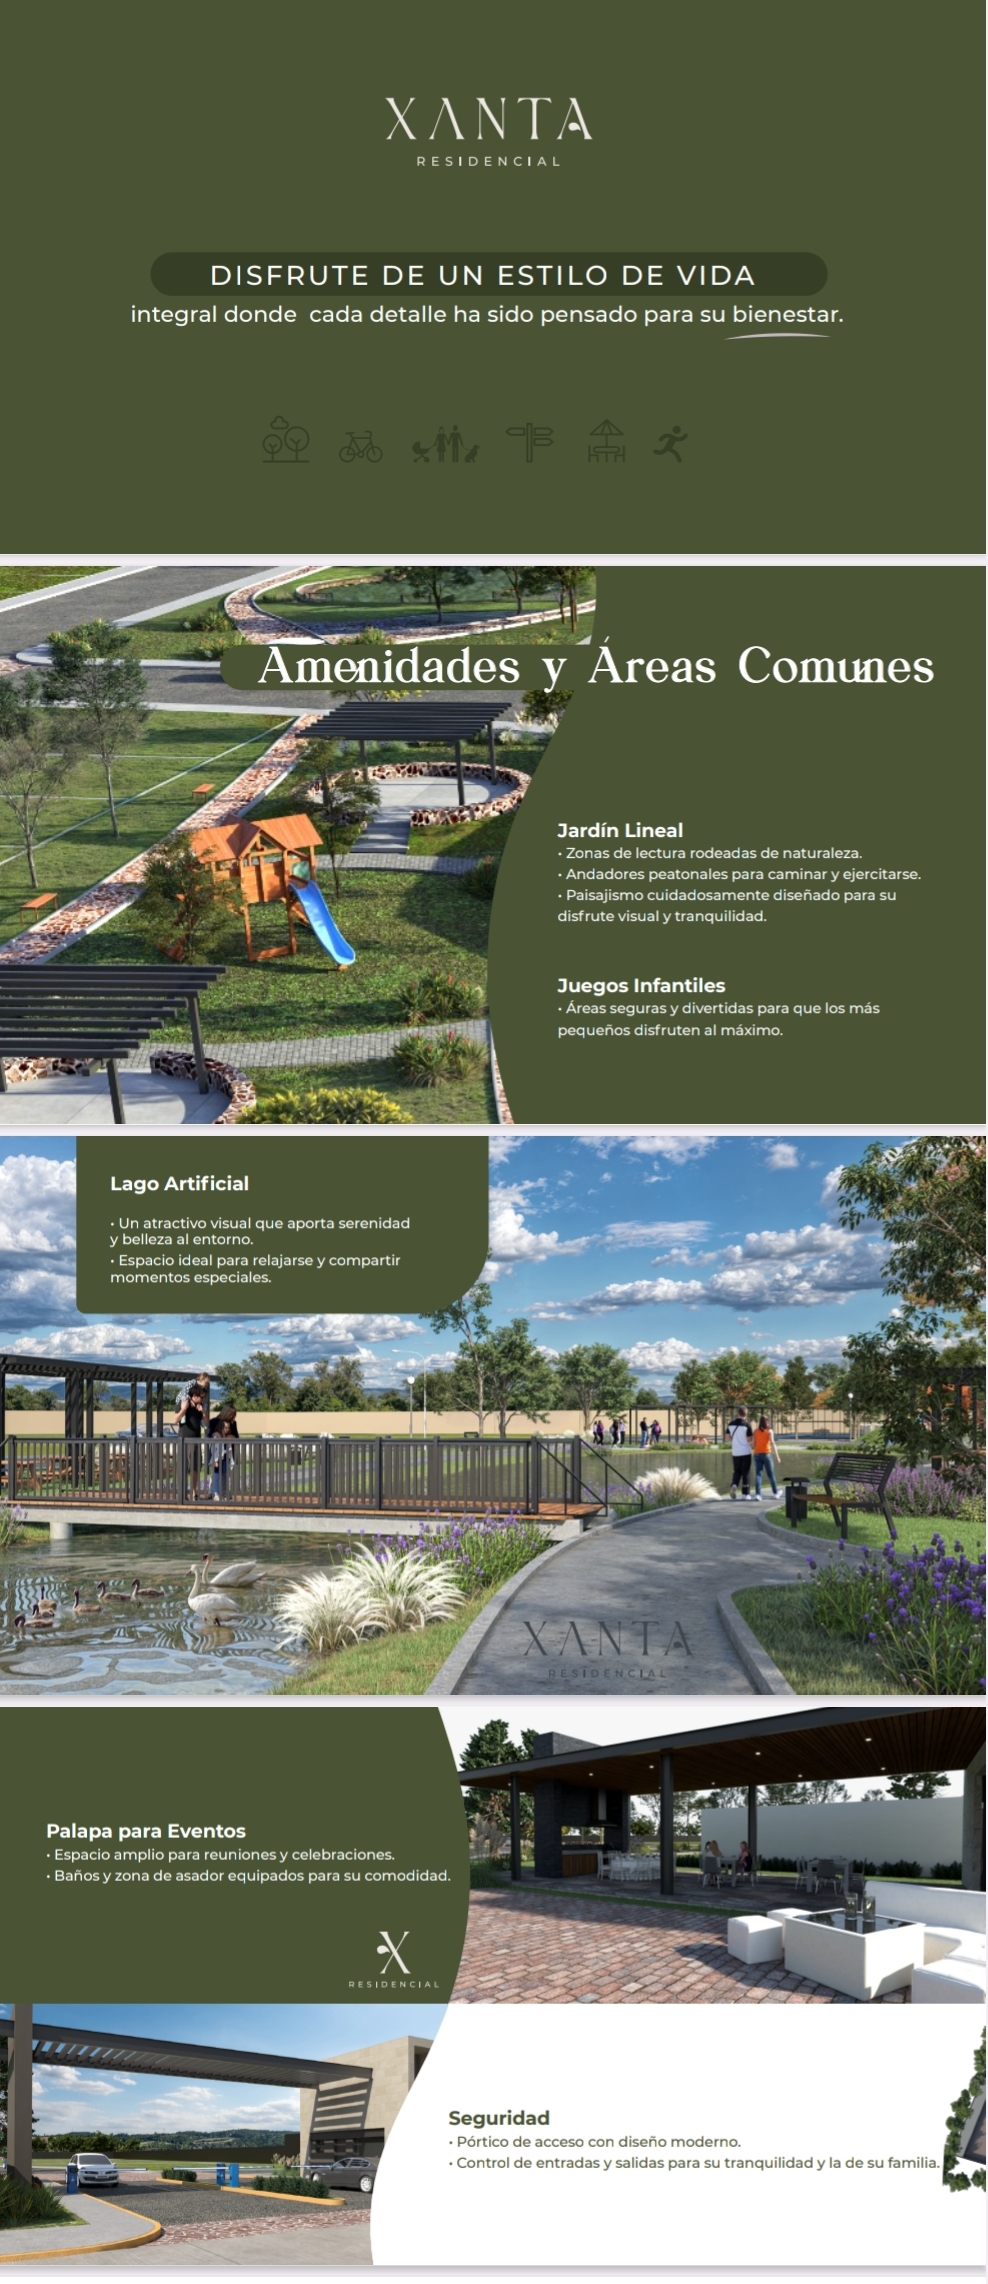 XANTA
RESIDENCIAL
DISFRUTE DE UN ESTILO DE VIDA
integral donde cada detalle ha sido pensado para su bienestar.
Amenidades y Áreas Comunes
Jardín Lineal
• Zonas de lectura rodeadas de naturaleza.
• Andadores peatonales para caminar y ejercitarse.
• Paisajismo cuidadosamente diseñado para su
disfrute visual y tranquilidad.
Juegos Infantiles
• Áreas seguras y divertidas para que los más
pequeños disfruten al máximo.
Lago Artificial
• Un atractivo visual que aporta serenidad
y belleza al entorno.
• Espacio ideal para relajarse y compartir
momentos especiales.
XANTA
RESIDENCIAL
Palapa para Eventos
• Espacio amplio para reuniones y celebraciones.
• Baños y zona de asador equipados para su comodidad.
X
RESIDENCIAL
Seguridad
• Pórtico de acceso con diseño moderno.
• Control de entradas y salidas para su tranquilidad y la de su familia.